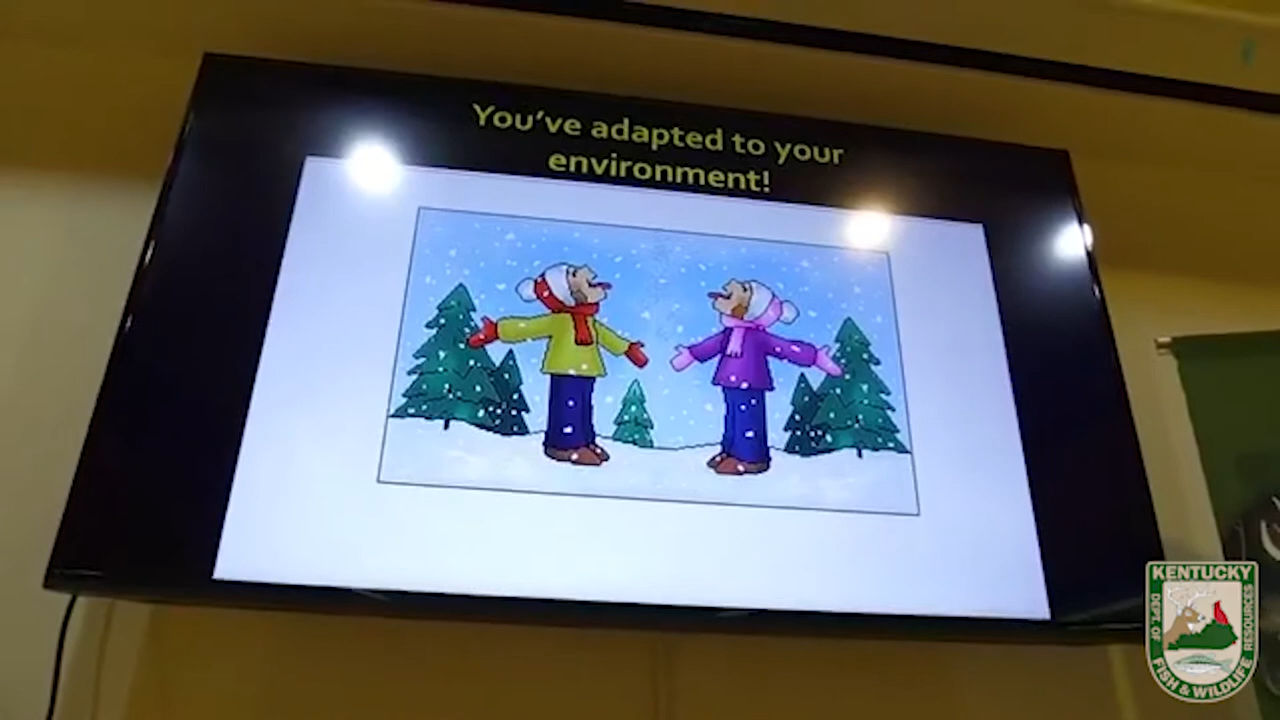 You've adapted to your
environment!
KENTUCKY
DEPT. OF
FISH & WILDLIFE
RESOURCES